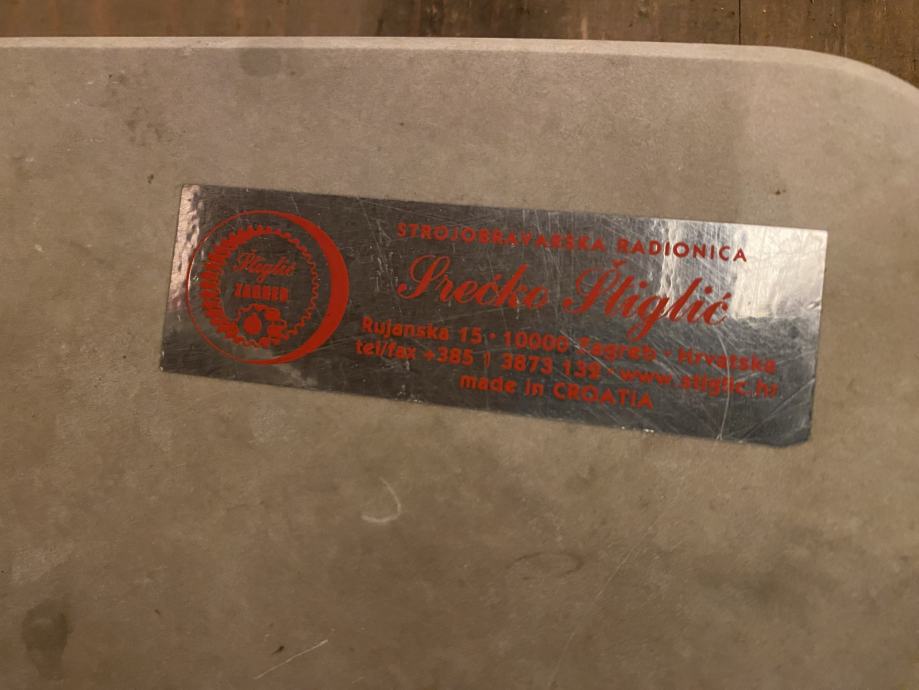 Štiglić
ZAGREB
STROJOBRAVARSKA RADIONICA
Srećko Štiglić
Rujanska 15 · 10000 Zagreb · Hrvatska
tel/fax +385 1 3873 139 · www.stiglic.hr
made in CROATIA